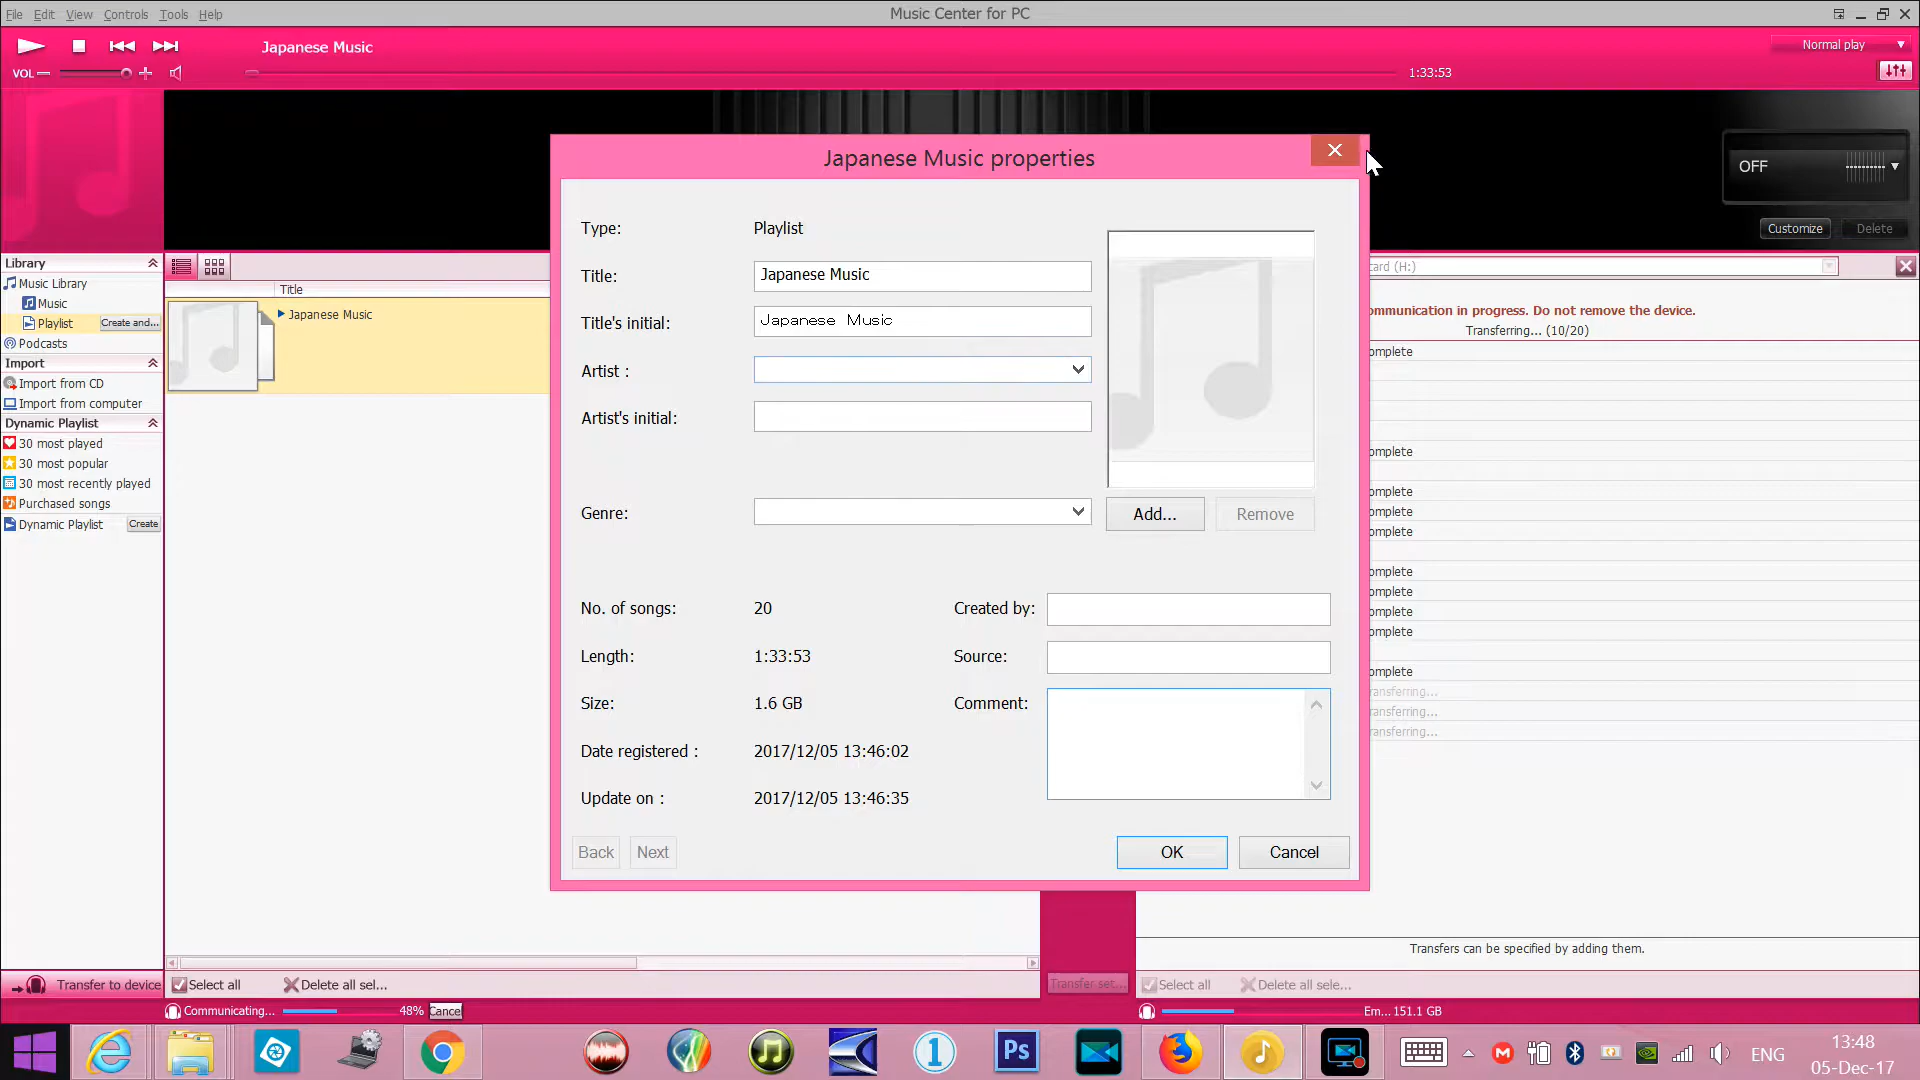 File Edit View Controls Tools Help
Music Center for PC
Japanese Music
Normal play
VOL
1:33:53
Japanese Music properties
OFF
Customize
Delete
Type: Playlist
Title: Japanese Music
Title's initial: Japanese Music
Artist :
Artist's initial:
Genre:
Add...
Remove
No. of songs: 20
Created by:
Length: 1:33:53
Source:
Size: 1.6 GB
Comment:
Date registered : 2017/12/05 13:46:02
Update on : 2017/12/05 13:46:35
Back
Next
OK
Cancel
Library
Music Library
Music
Playlist
Create and...
Podcasts
Import
Import from CD
Import from computer
Dynamic Playlist
30 most played
30 most popular
30 most recently played
Purchased songs
Dynamic Playlist
Create
Title
Japanese Music
ard (H:)
ommunication in progress. Do not remove the device.
Transferring... (10/20)
omplete
omplete
omplete
omplete
omplete
omplete
omplete
omplete
omplete
omplete
ansferring...
ansferring...
ansferring...
Transfers can be specified by adding them.
Transfer to device
Select all
Delete all sel...
Transfer set...
Select all
Delete all sele...
Communicating...
48%
Cance
Em... 151.1 GB
1
Ps
M
ENG
13:48
05-Dec-17